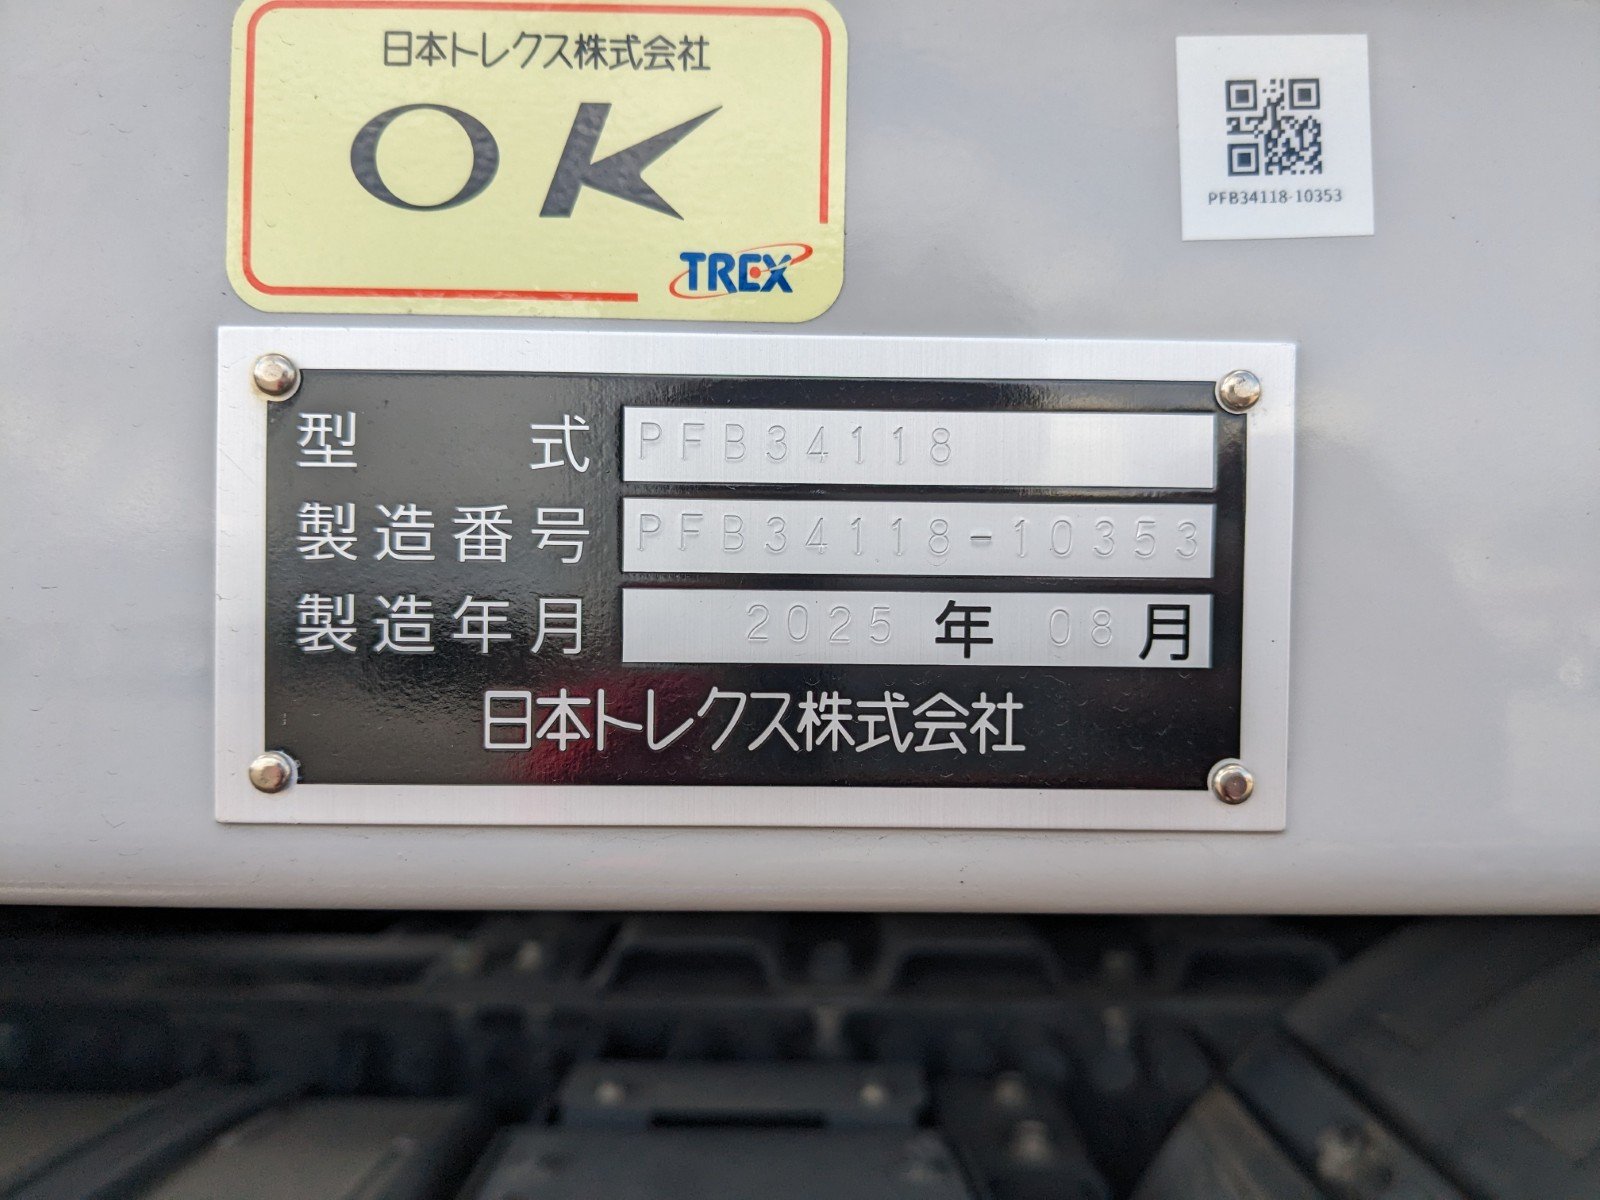 日本トレクス株式会社
OK
TREX
PFB34118-10353
型式 PFB34118
製造番号 PFB34118-10353
製造年月 2025年08月
日本トレクス株式会社